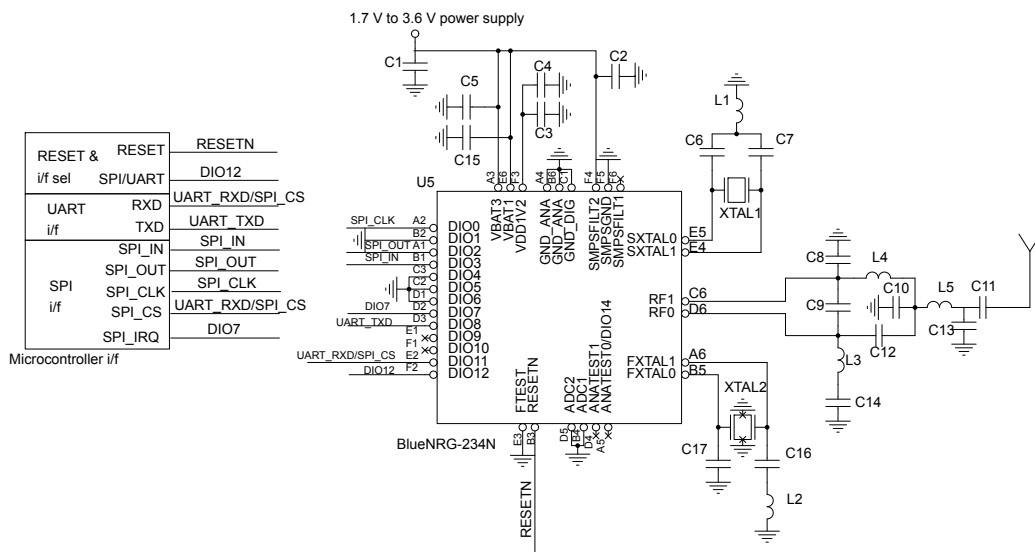 1.7 V to 3.6 V power supply
C1
C5
C15
C4
C3
C2
L1
C6
C7
XTAL1
RESET &
i/f sel
RESET
RESETN
SPI/UART
DIO12
UART
i/f
RXD
UART_RXD/SPI_CS
TXD
UART_TXD
SPI
i/f
SPI_IN
SPI_IN
SPI_OUT
SPI_OUT
SPI_CLK
SPI_CLK
SPI_CS
UART_RXD/SPI_CS
SPI_IRQ
DIO7
Microcontroller i/f
U5
A3
E6
F3
A4
B6
C1
F4
F5
F6
VBAT3
VBAT1
VDD1V2
GND_ANA
GND_ANA
GND_DIG
SMPSFILT2
SMPSGND
SMPSFILT1
SPI_CLK A2 DIO0
B2 DIO1
SPI_OUT A1 DIO2
SPI_IN B1 DIO3
C3 DIO4
C2 DIO5
D1 DIO6
DIO7 D2 DIO7
UART_TXD D3 DIO8
E1 DIO9
F1 DIO10
UART_RXD/SPI_CS E2 DIO11
DIO12 F2 DIO12
SXTAL0 E5
SXTAL1 E4
RF1 C6
RF0 D6
FXTAL1 A6
FXTAL0 B5
FTEST
RESETN
ADC2
ADC1
ANATEST1
ANATEST0/DIO14
E3
B3
D5
B4
D4
A5
BlueNRG-234N
RESETN
C8
L4
C9
C10
L5
C11
C13
C12
L3
C14
XTAL2
C17
C16
L2